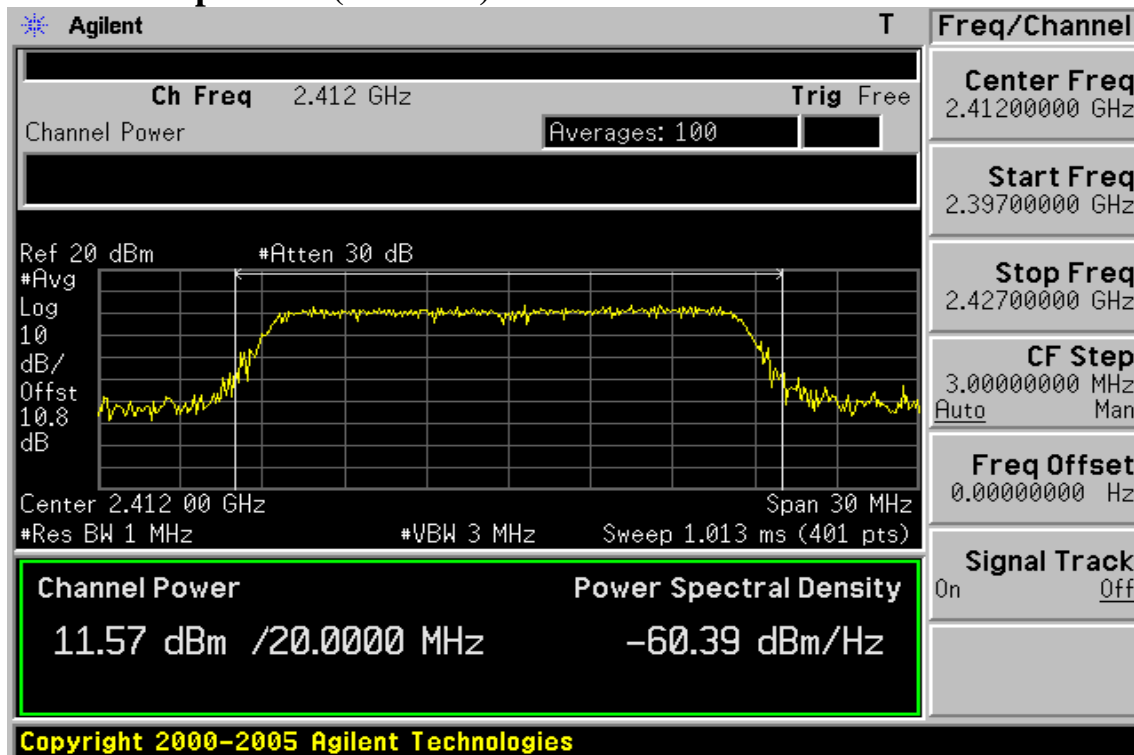 Agilent
T
Freq/Channel
Ch Freq 2.412 GHz
Trig Free
Channel Power
Averages: 100
Center Freq
2.41200000 GHz
Start Freq
2.39700000 GHz
Stop Freq
2.42700000 GHz
CF Step
3.00000000 MHz
Auto Man
Freq Offset
0.00000000 Hz
Signal Track
On Off
Ref 20 dBm
#Atten 30 dB
#Avg
Log
10
dB/
Offst
10.8
dB
Center 2.412 00 GHz
Span 30 MHz
#Res BW 1 MHz
#VBW 3 MHz
Sweep 1.013 ms (401 pts)
Channel Power
Power Spectral Density
11.57 dBm /20.0000 MHz
-60.39 dBm/Hz
Copyright 2000-2005 Agilent Technologies